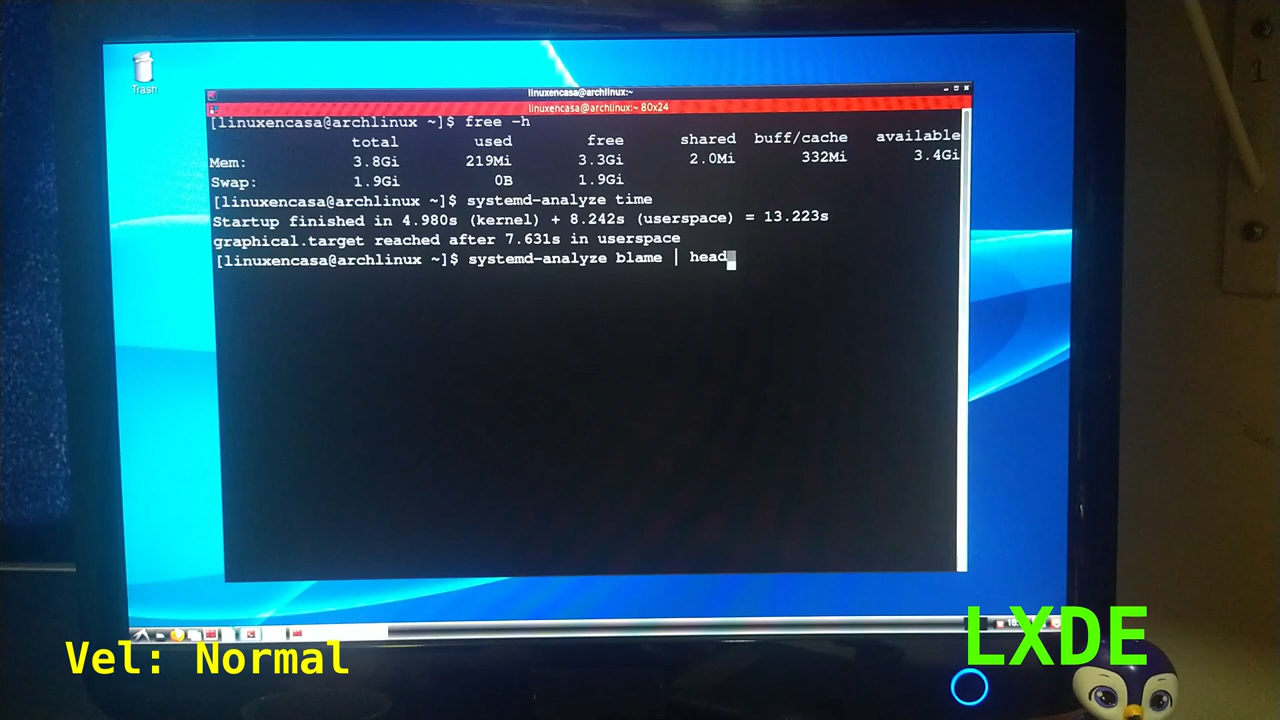 Trash
linuxencasa@archlinux:~
linuxencasa@archlinux:~ 80x24
[linuxencasa@archlinux ~]$ free -h
total used free shared buff/cache available
Mem: 3.8Gi 219Mi 3.3Gi 2.0Mi 332Mi 3.4Gi
Swap: 1.9Gi 0B 1.9Gi
[linuxencasa@archlinux ~]$ systemd-analyze time
Startup finished in 4.980s (kernel) + 8.242s (userspace) = 13.223s
graphical.target reached after 7.631s in userspace
[linuxencasa@archlinux ~]$ systemd-analyze blame | head
Vel: Normal
LXDE